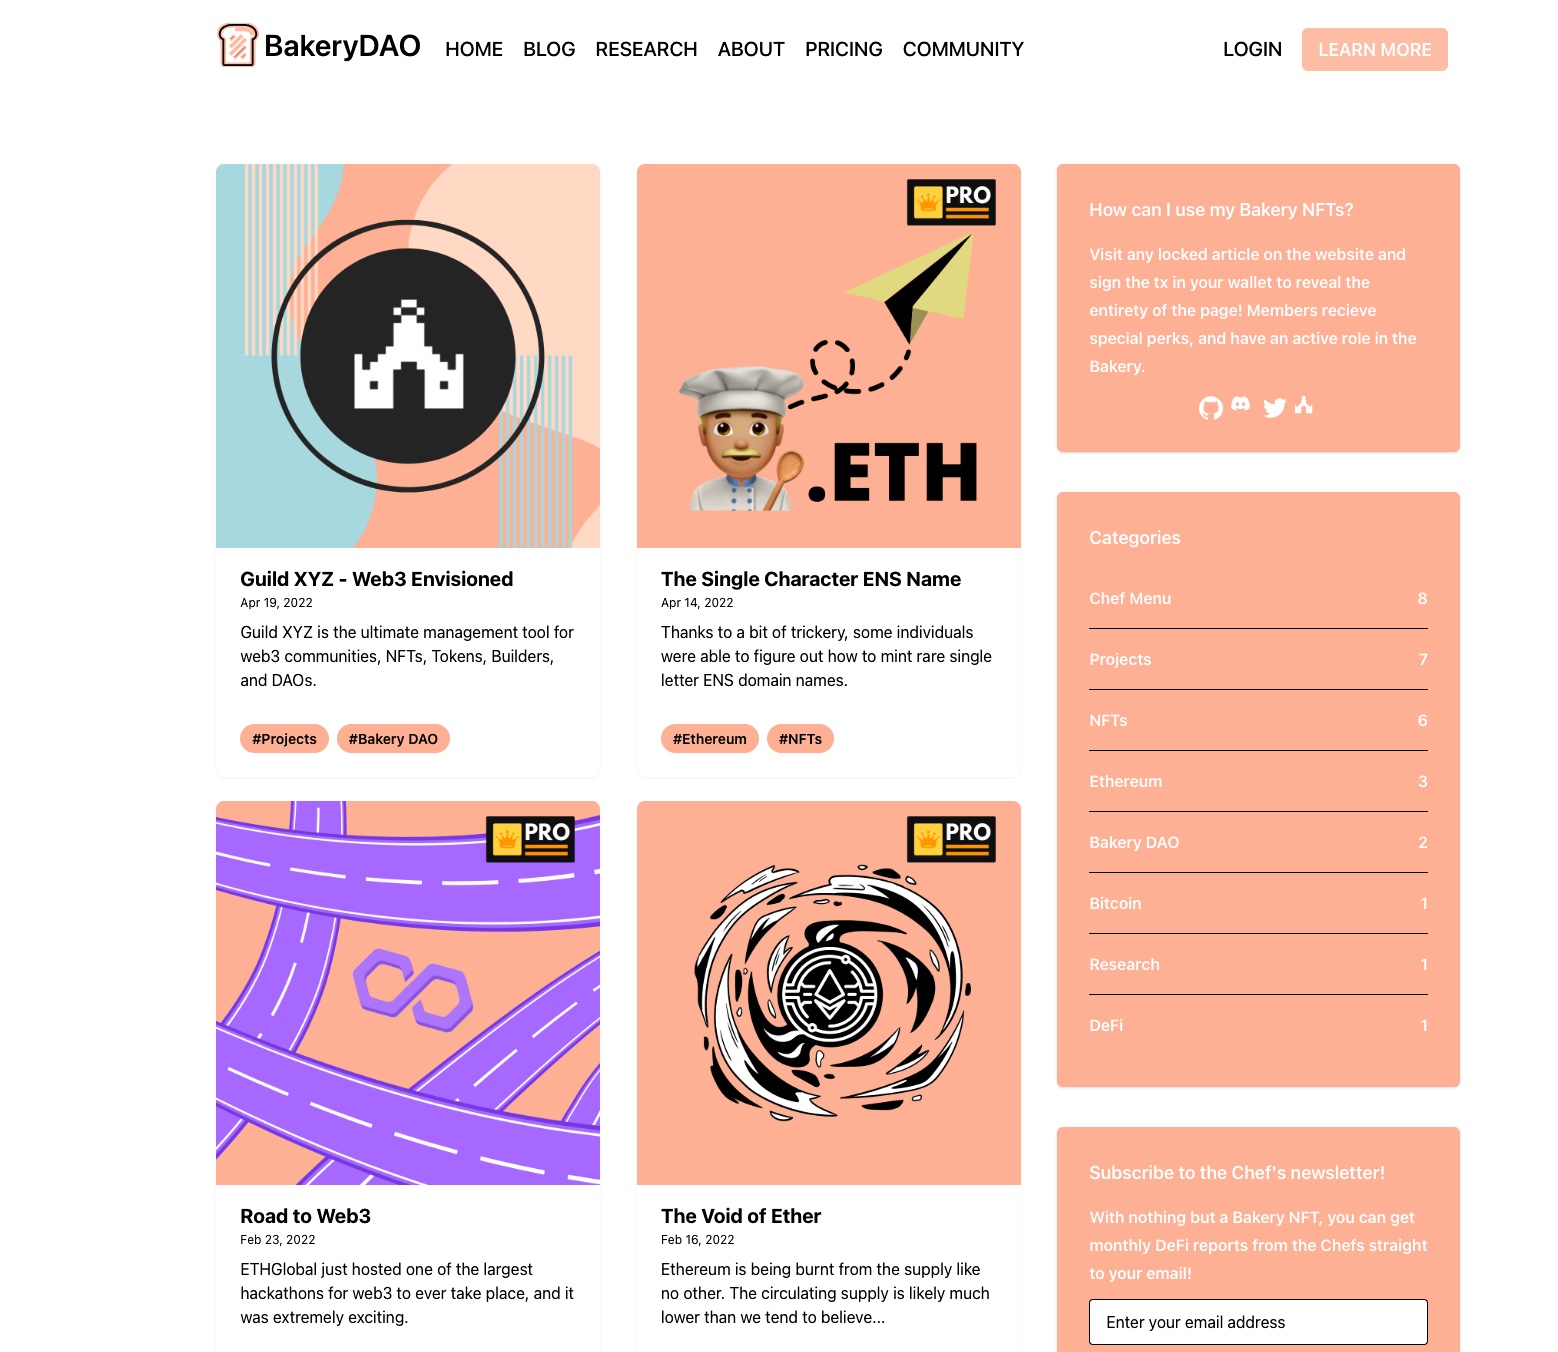 BakeryDAO
HOME BLOG RESEARCH ABOUT PRICING COMMUNITY
LOGIN LEARN MORE
PRO
.ETH
Guild XYZ - Web3 Envisioned
Apr 19, 2022
Guild XYZ is the ultimate management tool for
web3 communities, NFTs, Tokens, Builders,
and DAOs.
#Projects #Bakery DAO
The Single Character ENS Name
Apr 14, 2022
Thanks to a bit of trickery, some individuals
were able to figure out how to mint rare single
letter ENS domain names.
#Ethereum #NFTs
PRO
Road to Web3
Feb 23, 2022
ETHGlobal just hosted one of the largest
hackathons for web3 to ever take place, and it
was extremely exciting.
PRO
The Void of Ether
Feb 16, 2022
Ethereum is being burnt from the supply like
no other. The circulating supply is likely much
lower than we tend to believe...
How can I use my Bakery NFTs?
Visit any locked article on the website and
sign the tx in your wallet to reveal the
entirety of the page! Members recieve
special perks, and have an active role in the
Bakery.
Categories
Chef Menu 8
Projects 7
NFTs 6
Ethereum 3
Bakery DAO 2
Bitcoin 1
Research 1
DeFi 1
Subscribe to the Chef's newsletter!
With nothing but a Bakery NFT, you can get
monthly DeFi reports from the Chefs straight
to your email!
Enter your email address